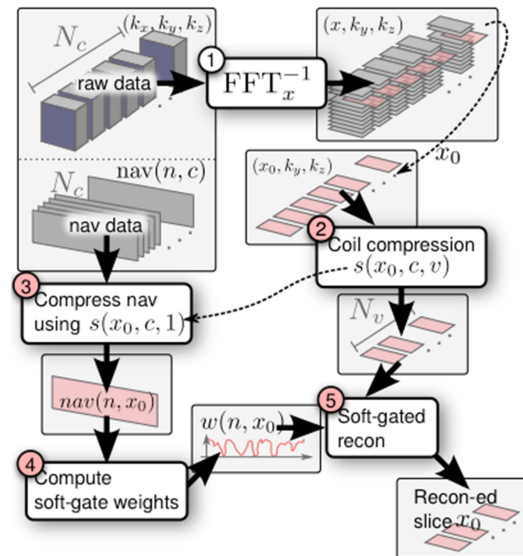 N_c
(k_x, k_y, k_z)
raw data
1
FFT_x^{-1}
(x, k_y, k_z)
x_0
N_c
nav(n, c)
nav data
(x_0, k_y, k_z)
2
Coil compression
s(x_0, c, v)
3
Compress nav
using s(x_0, c, 1)
N_v
nav(n, x_0)
4
Compute
soft-gate weights
w(n, x_0)
5
Soft-gated
recon
Recon-ed
slice x_0